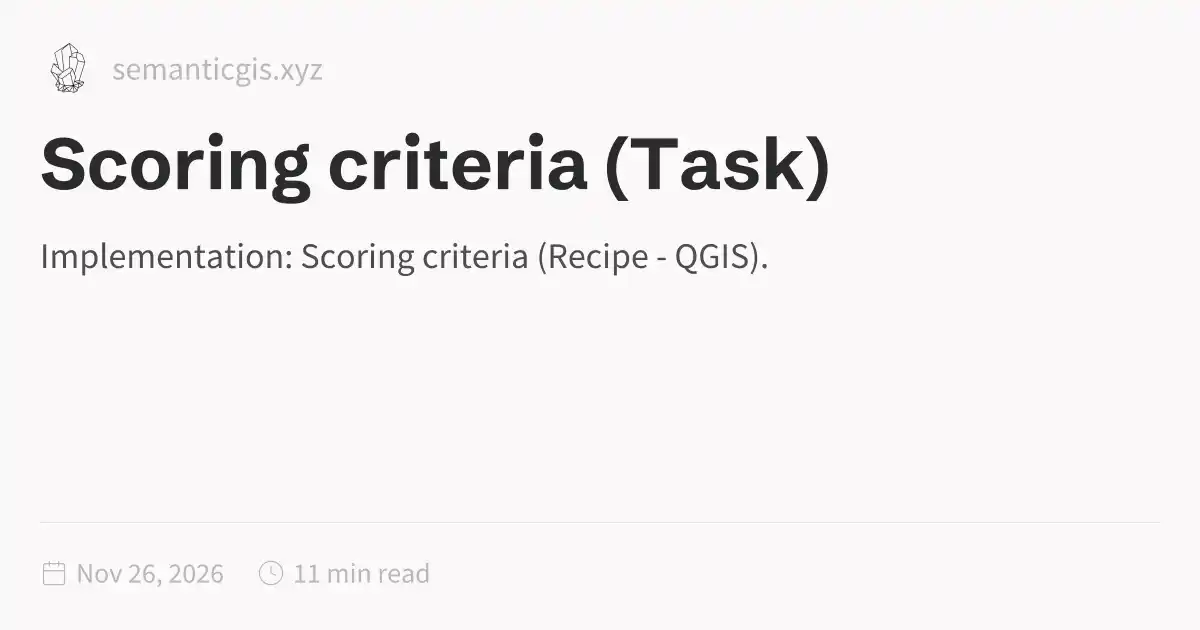 semanticgis.xyz
Scoring criteria (Task)
Implementation: Scoring criteria (Recipe - QGIS).
Nov 26, 2026 11 min read